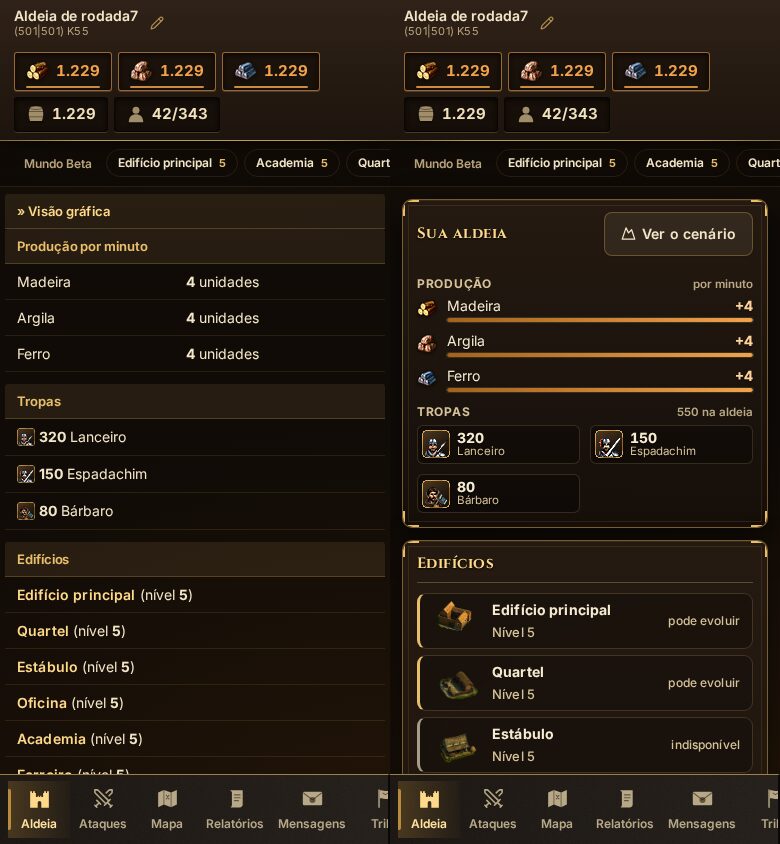 Aldeia de rodada7
(501|501) K55
1.229 1.229 1.229
1.229 42/343
Mundo Beta Edifício principal 5 Academia 5 Quart
» Visão gráfica
Produção por minuto
Madeira 4 unidades
Argila 4 unidades
Ferro 4 unidades
Tropas
320 Lanceiro
150 Espadachim
80 Bárbaro
Edifícios
Edifício principal (nível 5)
Quartel (nível 5)
Estábulo (nível 5)
Oficina (nível 5)
Academia (nível 5)
Ferreiro (nível 5)
Aldeia Ataques Mapa Relatórios Mensagens Tril
Aldeia de rodada7
(501|501) K55
1.229 1.229 1.229
1.229 42/343
Mundo Beta Edifício principal 5 Academia 5 Quart
Sua aldeia
Ver o cenário
PRODUÇÃO por minuto
Madeira +4
Argila +4
Ferro +4
TROPAS 550 na aldeia
320 Lanceiro
150 Espadachim
80 Bárbaro
Edifícios
Edifício principal
Nível 5
pode evoluir
Quartel
Nível 5
pode evoluir
Estábulo
Nível 5
indisponível
Aldeia Ataques Mapa Relatórios Mensagens Tril